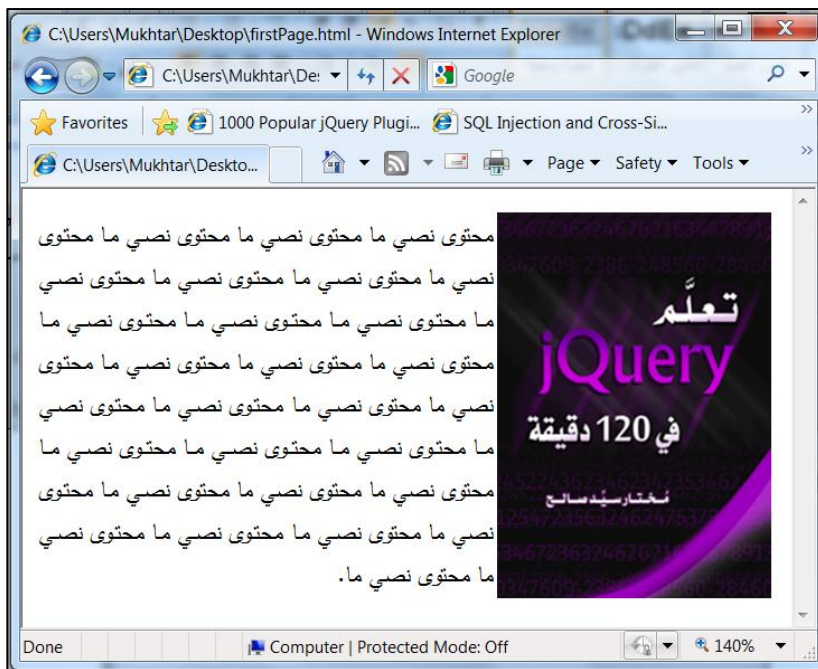 C:\Users\Mukhtar\Desktop\firstPage.html - Windows Internet Explorer
C:\Users\Mukhtar\De: Google
Favorites 1000 Popular jQuery Plugi... SQL Injection and Cross-Si...
C:\Users\Mukhtar\Deskto... Page Safety Tools
تعلَّم
jQuery
في 120 دقيقة
مُختار سيِّد صالح
محتوى نصي ما محتوى نصي ما محتوى نصي ما محتوى
نصي ما محتوى نصي ما محتوى نصي ما محتوى نصي
ما محتوى نصي ما محتوى نصي ما محتوى نصي ما
محتوى نصي ما محتوى نصي ما محتوى نصي ما محتوى
نصي ما محتوى نصي ما محتوى نصي ما محتوى نصي
ما محتوى نصي ما محتوى نصي ما محتوى نصي ما
محتوى نصي ما محتوى نصي ما محتوى نصي ما محتوى
نصي ما محتوى نصي ما محتوى نصي ما محتوى نصي
ما محتوى نصي ما.
Done Computer | Protected Mode: Off 140%